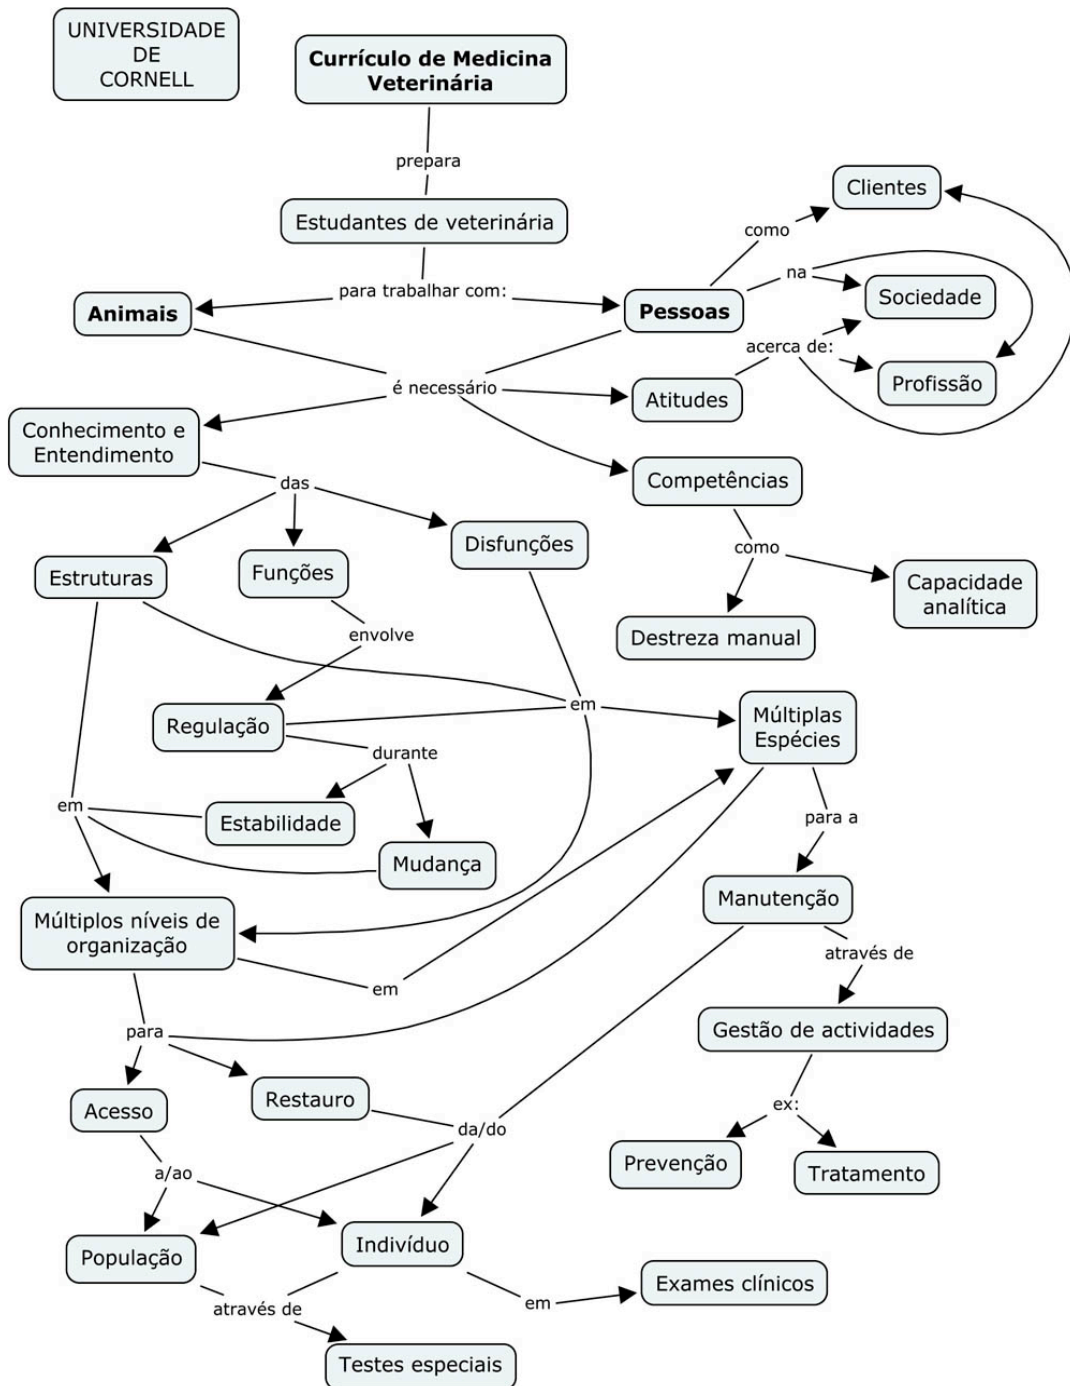 UNIVERSIDADE
DE
CORNELL
Currículo de Medicina
Veterinária
prepara
Estudantes de veterinária
para trabalhar com:
Animais
Pessoas
como
Clientes
na
Sociedade
acerca de:
Profissão
é necessário
Atitudes
Conhecimento e
Entendimento
Competências
das
como
Estruturas
Funções
Disfunções
Capacidade
analítica
Destreza manual
envolve
Regulação
em
Múltiplas
Espécies
durante
em
Estabilidade
Mudança
para a
Múltiplos níveis de
organização
Manutenção
em
através de
para
Gestão de actividades
Acesso
Restauro
da/do
ex:
Prevenção
Tratamento
a/ao
População
Indivíduo
através de
em
Exames clínicos
Testes especiais